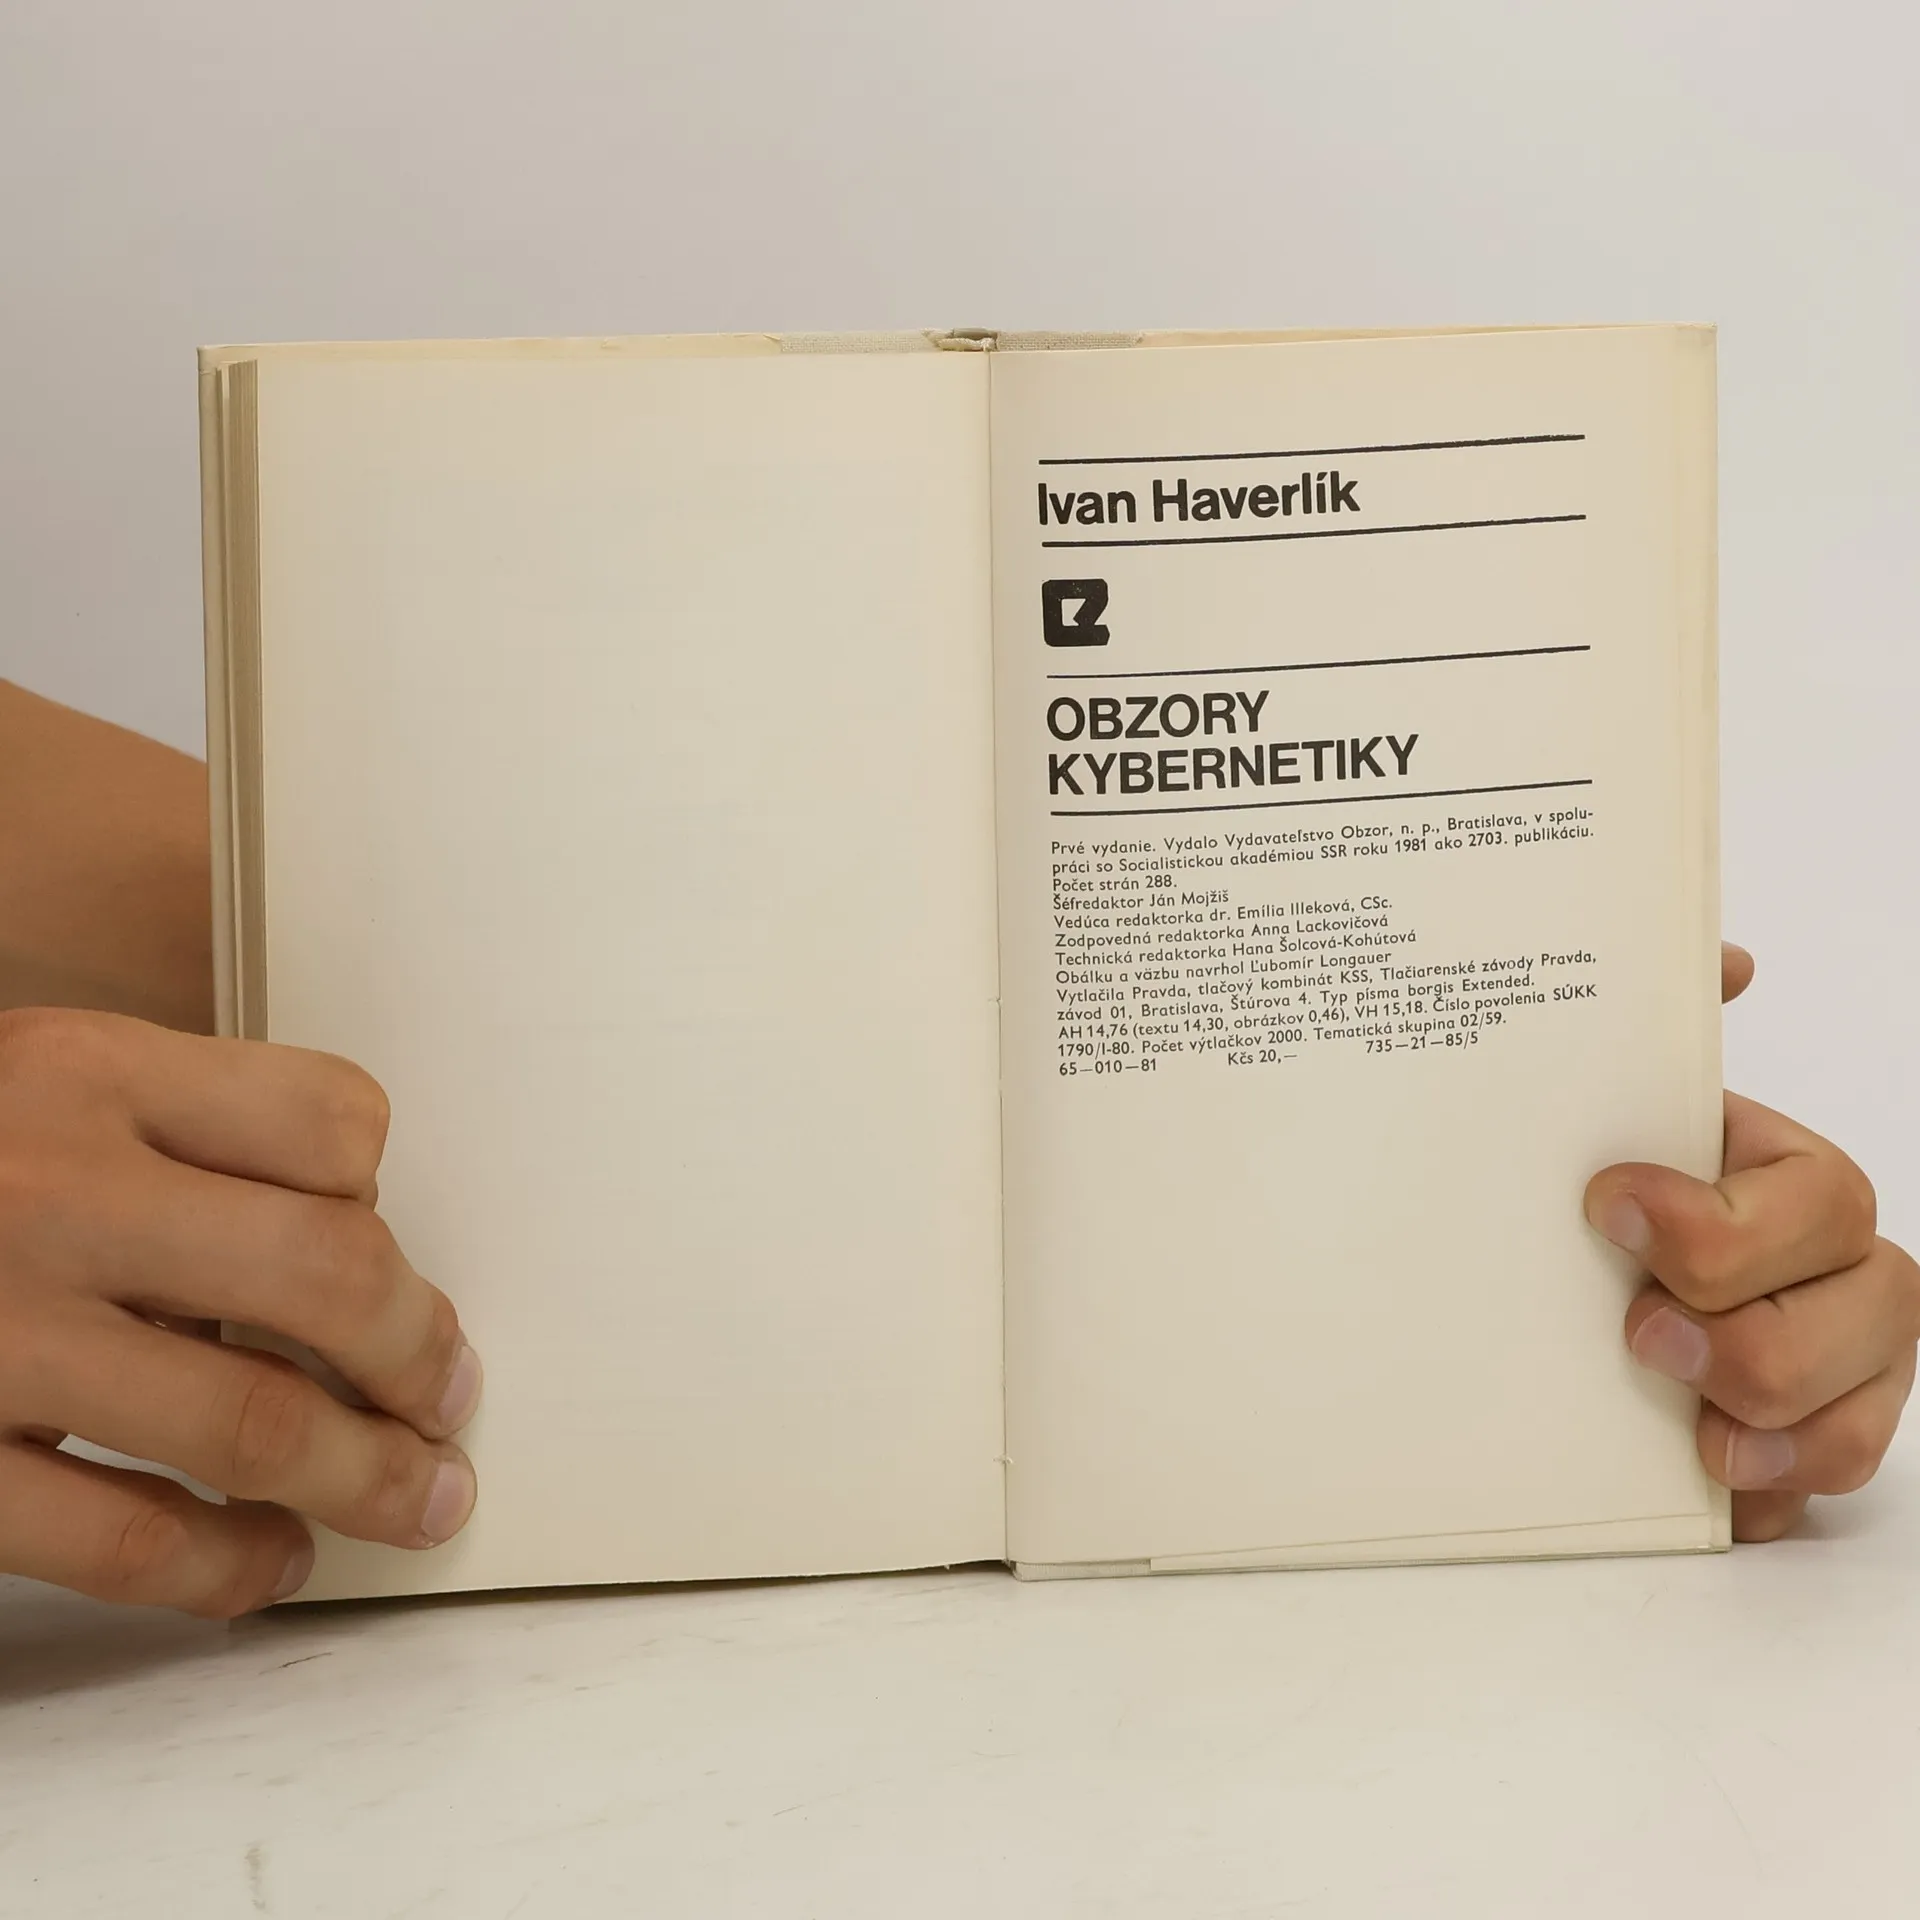 Ivan Haverlík
OBZORY
KYBERNETIKY
Prvé vydanie. Vydalo Vydavateľstvo Obzor, n. p., Bratislava, v spolu-
práci so Socialistickou akadémiou SSR roku 1981 ako 2703. publikáciu.
Počet strán 288.
Šéfredaktor Ján Mojžiš
Vedúca redaktorka dr. Emília Illeková, CSc.
Zodpovedná redaktorka Anna Lackovičová
Technická redaktorka Hana Šolcová-Kohútová
Obálku a väzbu navrhol Ľubomír Longauer
Vytlačila Pravda, tlačový kombinát KSS, Tlačiarenské závody Pravda,
závod 01, Bratislava, Štúrova 4. Typ písma borgis Extended.
AH 14,76 (textu 14,30, obrázkov 0,46), VH 15,18. Číslo povolenia SÚKK
1790/I-80. Počet výtlačkov 2000. Tematická skupina 02/59.
65—010—81 Kčs 20,— 735—21—85/5